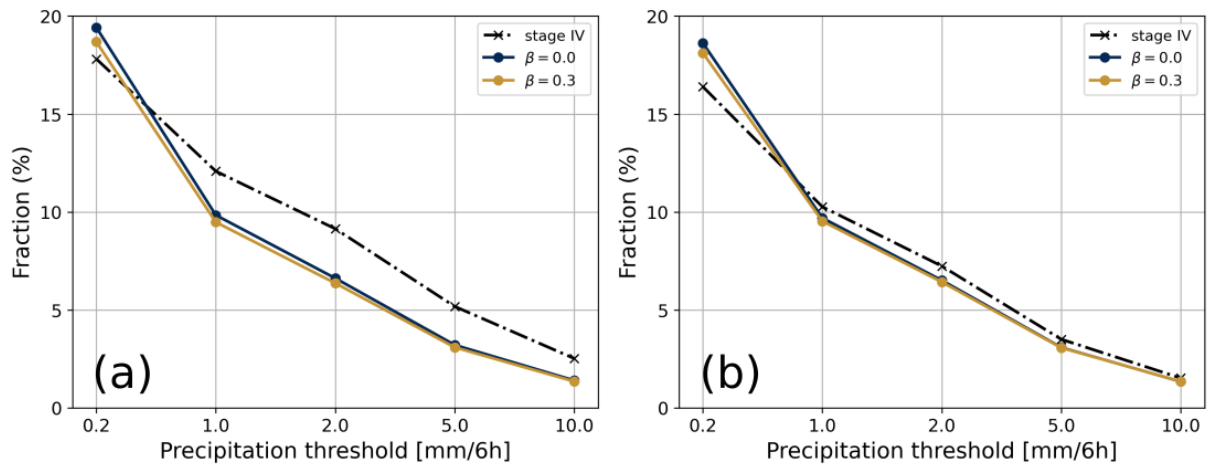 20
15
10
5
0
Fraction (%)
stage IV
β = 0.0
β = 0.3
(a)
0.2 1.0 2.0 5.0 10.0
Precipitation threshold [mm/6h]
20
15
10
5
0
Fraction (%)
stage IV
β = 0.0
β = 0.3
(b)
0.2 1.0 2.0 5.0 10.0
Precipitation threshold [mm/6h]